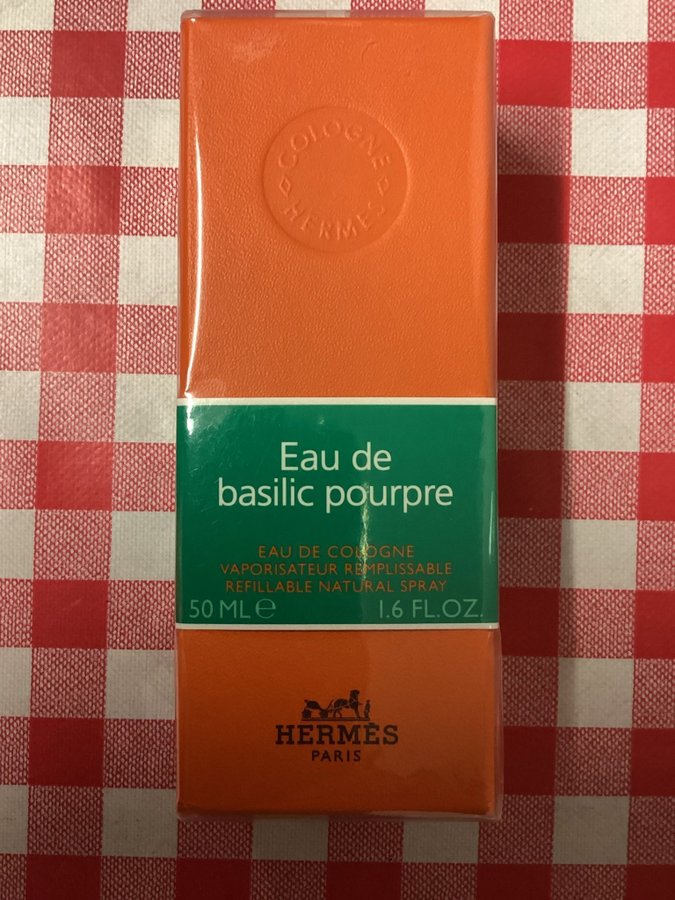 COLOGNE
HERMÈS
Eau de
basilic pourpre
EAU DE COLOGNE
VAPORISATEUR REMPLISSABLE
REFILLABLE NATURAL SPRAY
50 ML ℮ 1.6 FL.OZ.
HERMÈS
PARIS